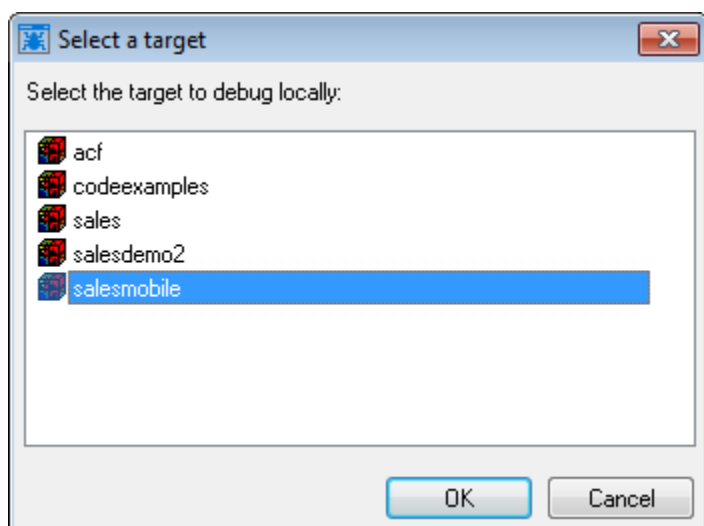 Select a target
Select the target to debug locally:
acf
codeexamples
sales
salesdemo2
salesmobile
OK
Cancel